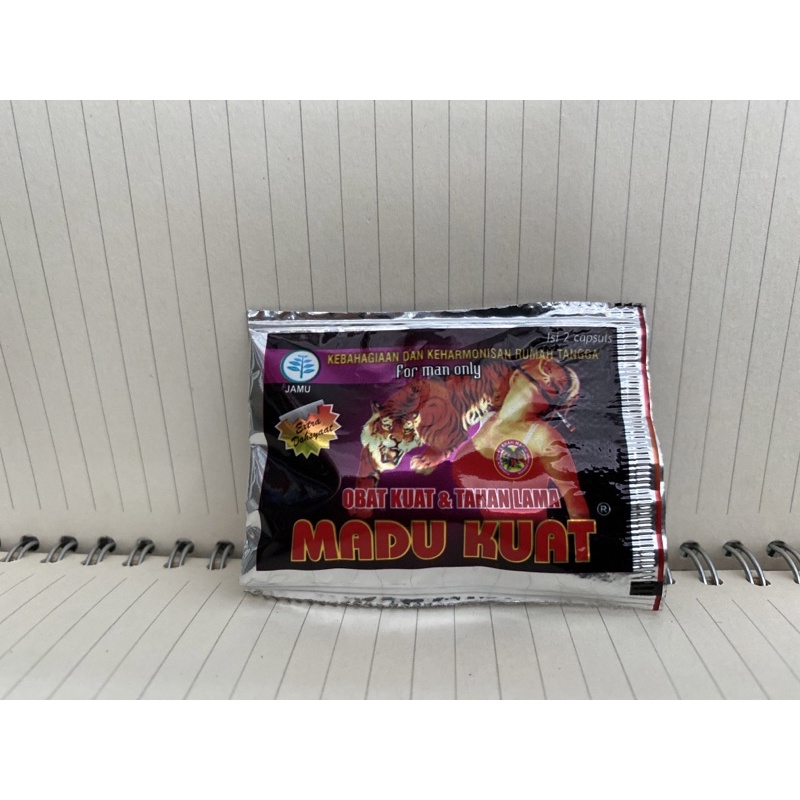 Isi 2 capsuls
KEBAHAGIAAN DAN KEHARMONISAN RUMAH TANGGA
For man only
JAMU
Extra
Dahsyaat
OBAT KUAT & TAHAN LAMA
MADU KUAT ®